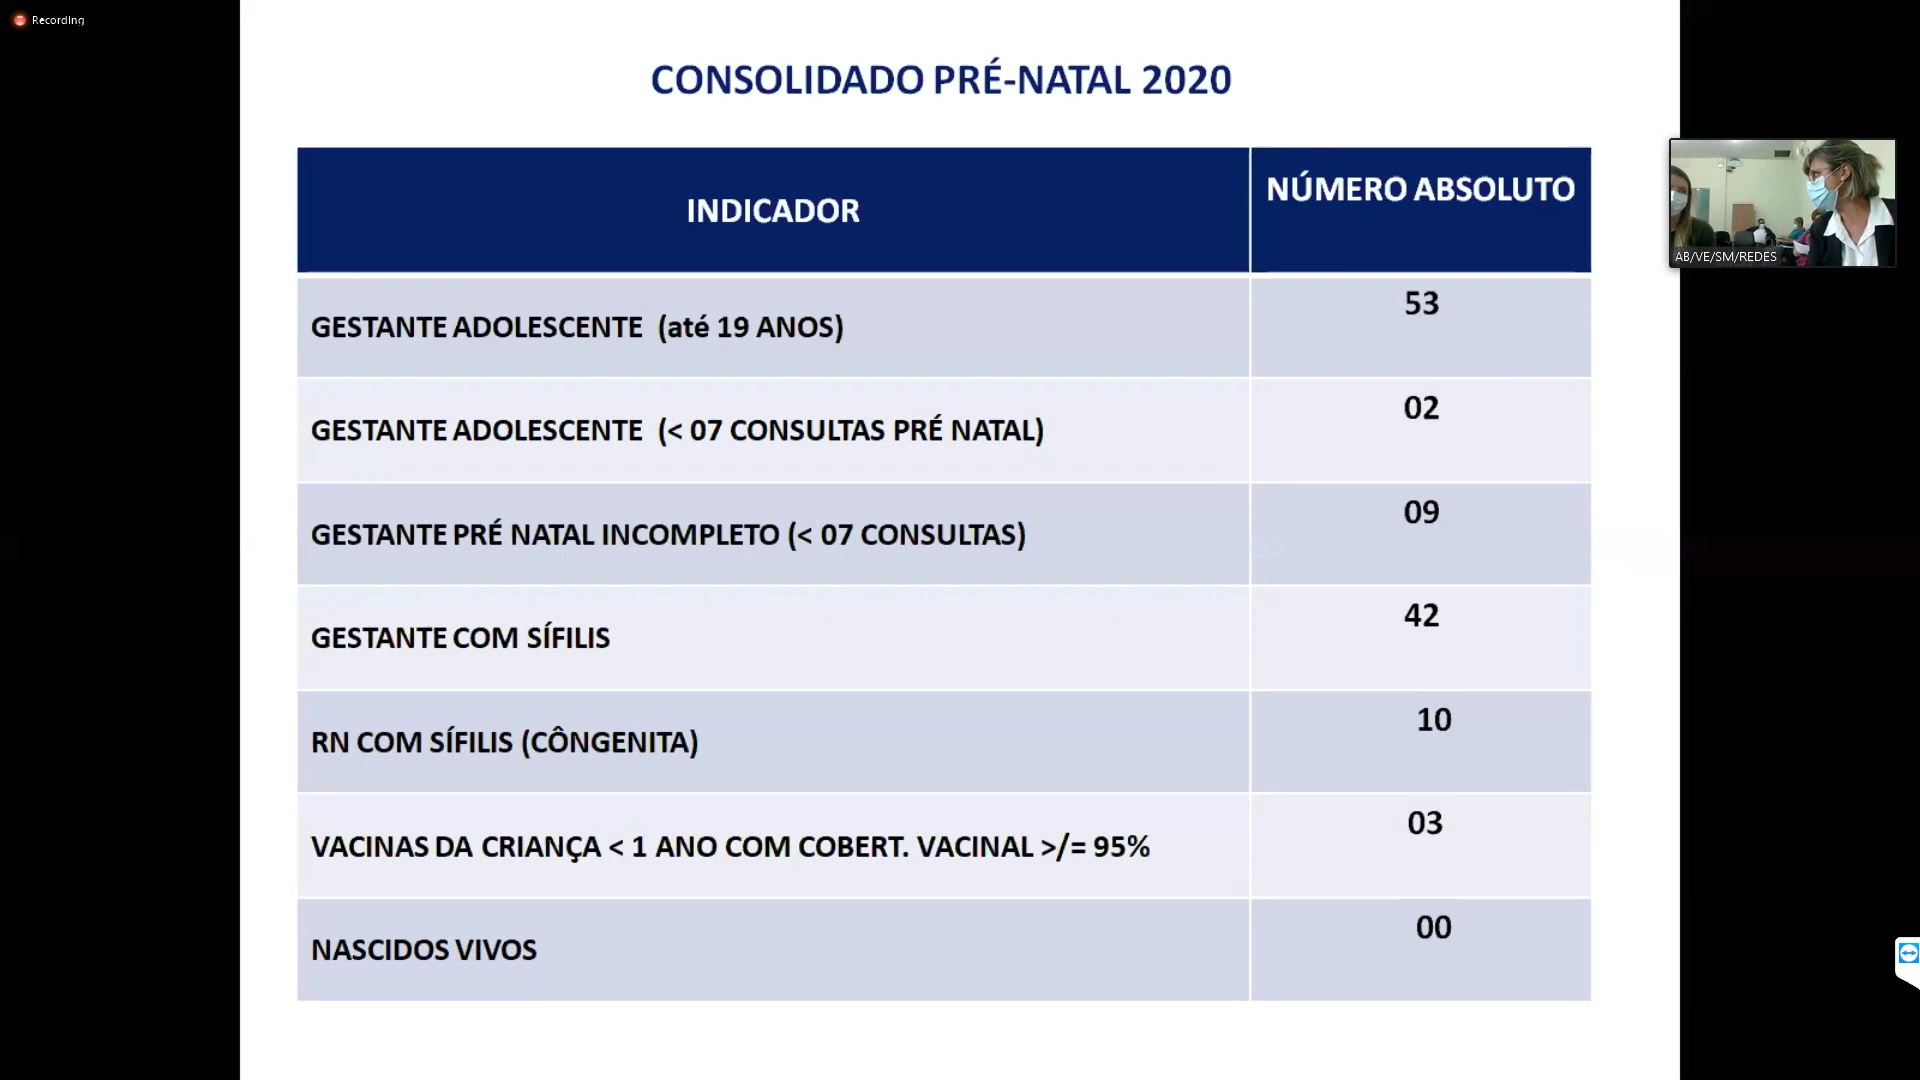 Recording
CONSOLIDADO PRÉ-NATAL 2020
INDICADOR NÚMERO ABSOLUTO
GESTANTE ADOLESCENTE (até 19 ANOS) 53
GESTANTE ADOLESCENTE (< 07 CONSULTAS PRÉ NATAL) 02
GESTANTE PRÉ NATAL INCOMPLETO (< 07 CONSULTAS) 09
GESTANTE COM SÍFILIS 42
RN COM SÍFILIS (CÔNGENITA) 10
VACINAS DA CRIANÇA < 1 ANO COM COBERT. VACINAL >/= 95% 03
NASCIDOS VIVOS 00
AB/VE/SM/REDES